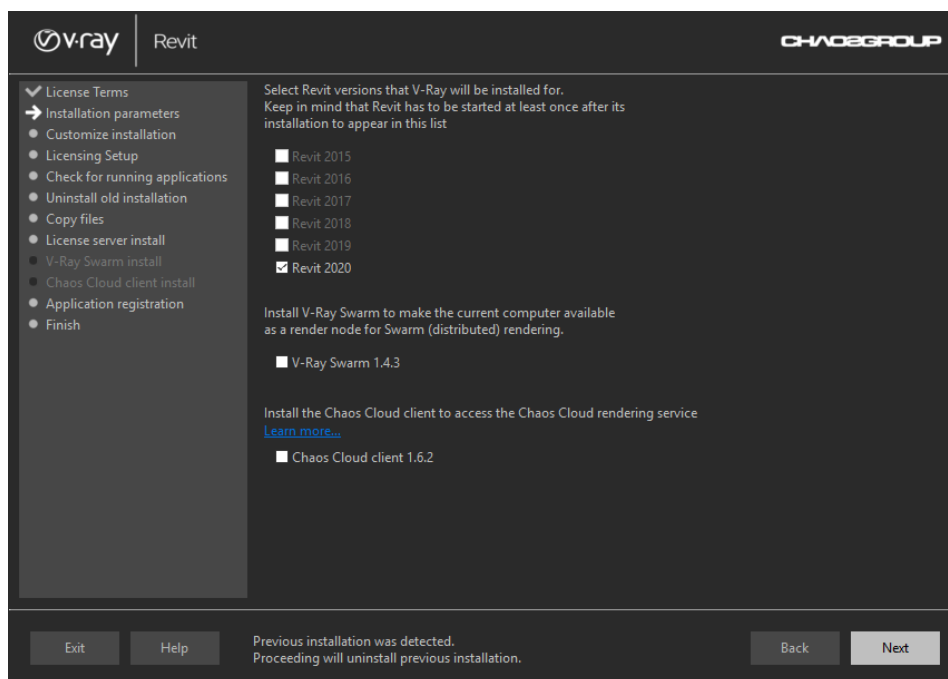 v·ray
Revit
CHAOSGROUP
License Terms
Installation parameters
Customize installation
Licensing Setup
Check for running applications
Uninstall old installation
Copy files
License server install
V-Ray Swarm install
Chaos Cloud client install
Application registration
Finish
Select Revit versions that V-Ray will be installed for.
Keep in mind that Revit has to be started at least once after its
installation to appear in this list
Revit 2015
Revit 2016
Revit 2017
Revit 2018
Revit 2019
Revit 2020
Install V-Ray Swarm to make the current computer available
as a render node for Swarm (distributed) rendering.
V-Ray Swarm 1.4.3
Install the Chaos Cloud client to access the Chaos Cloud rendering service
Learn more...
Chaos Cloud client 1.6.2
Exit
Help
Previous installation was detected.
Proceeding will uninstall previous installation.
Back
Next